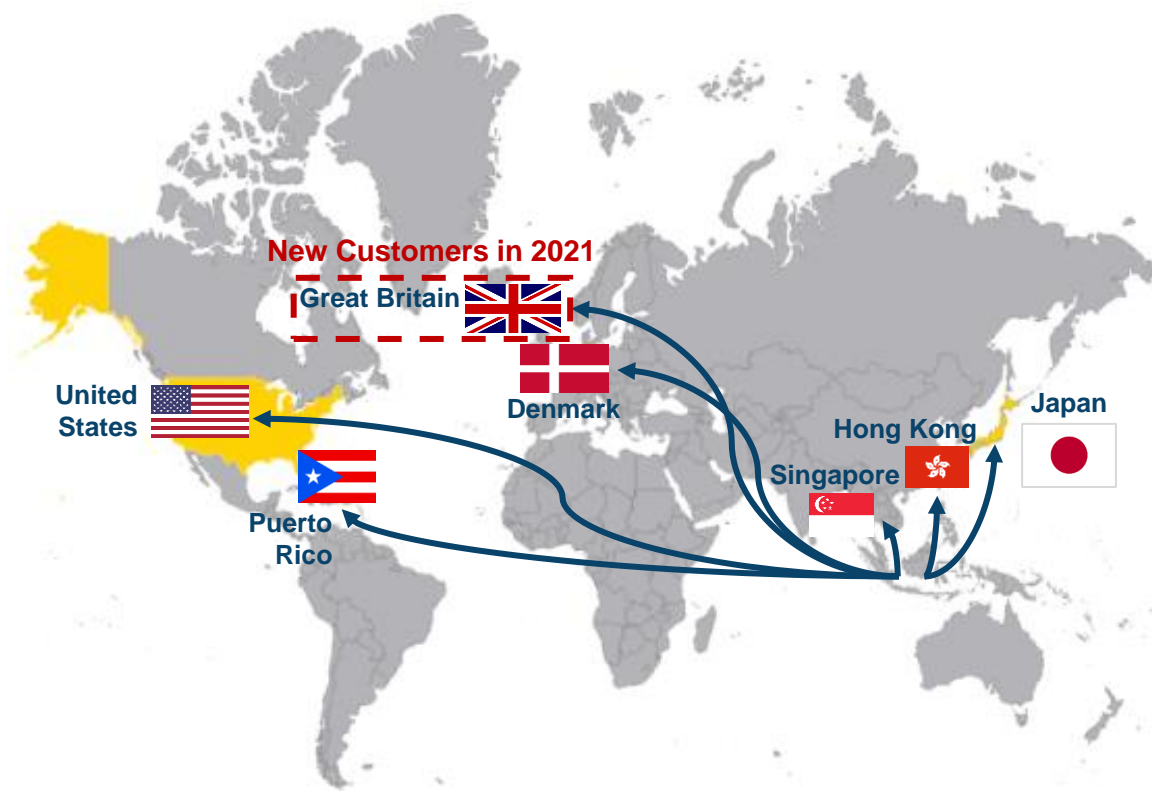 New Customers in 2021
Great Britain
Denmark
United
States
Puerto
Rico
Japan
Hong Kong
Singapore